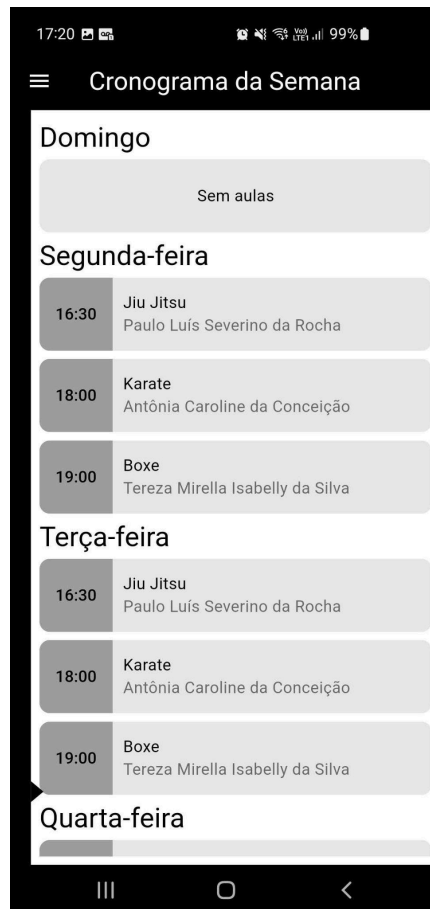 17:20 Vo)) LTE1 99%
Cronograma da Semana
Domingo
Sem aulas
Segunda-feira
16:30 Jiu Jitsu
Paulo Luís Severino da Rocha
18:00 Karate
Antônia Caroline da Conceição
19:00 Boxe
Tereza Mirella Isabelly da Silva
Terça-feira
16:30 Jiu Jitsu
Paulo Luís Severino da Rocha
18:00 Karate
Antônia Caroline da Conceição
19:00 Boxe
Tereza Mirella Isabelly da Silva
Quarta-feira